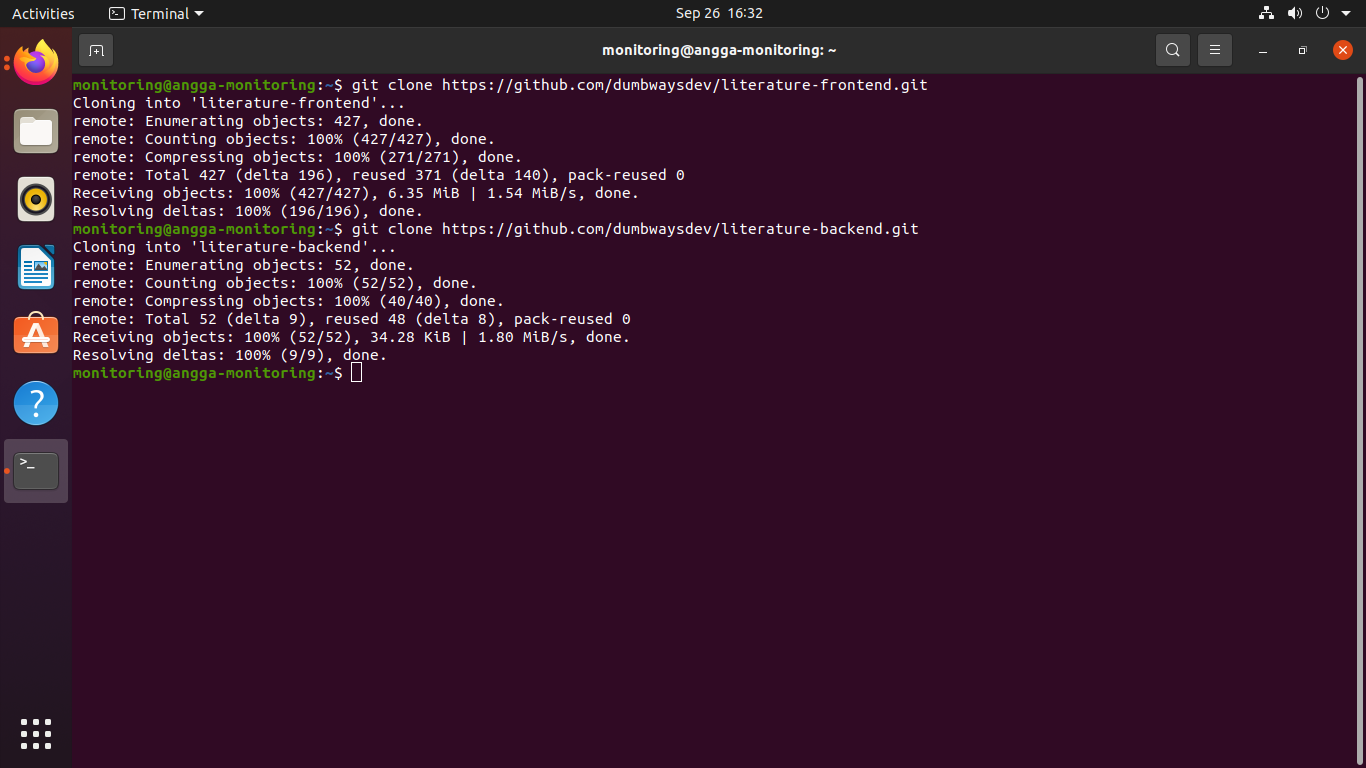 Activities
Terminal
Sep 26 16:32
monitoring@angga-monitoring: ~
monitoring@angga-monitoring:~$ git clone https://github.com/dumbwaysdev/literature-frontend.git
Cloning into 'literature-frontend'...
remote: Enumerating objects: 427, done.
remote: Counting objects: 100% (427/427), done.
remote: Compressing objects: 100% (271/271), done.
remote: Total 427 (delta 196), reused 371 (delta 140), pack-reused 0
Receiving objects: 100% (427/427), 6.35 MiB | 1.54 MiB/s, done.
Resolving deltas: 100% (196/196), done.
monitoring@angga-monitoring:~$ git clone https://github.com/dumbwaysdev/literature-backend.git
Cloning into 'literature-backend'...
remote: Enumerating objects: 52, done.
remote: Counting objects: 100% (52/52), done.
remote: Compressing objects: 100% (40/40), done.
remote: Total 52 (delta 9), reused 48 (delta 8), pack-reused 0
Receiving objects: 100% (52/52), 34.28 KiB | 1.80 MiB/s, done.
Resolving deltas: 100% (9/9), done.
monitoring@angga-monitoring:~$